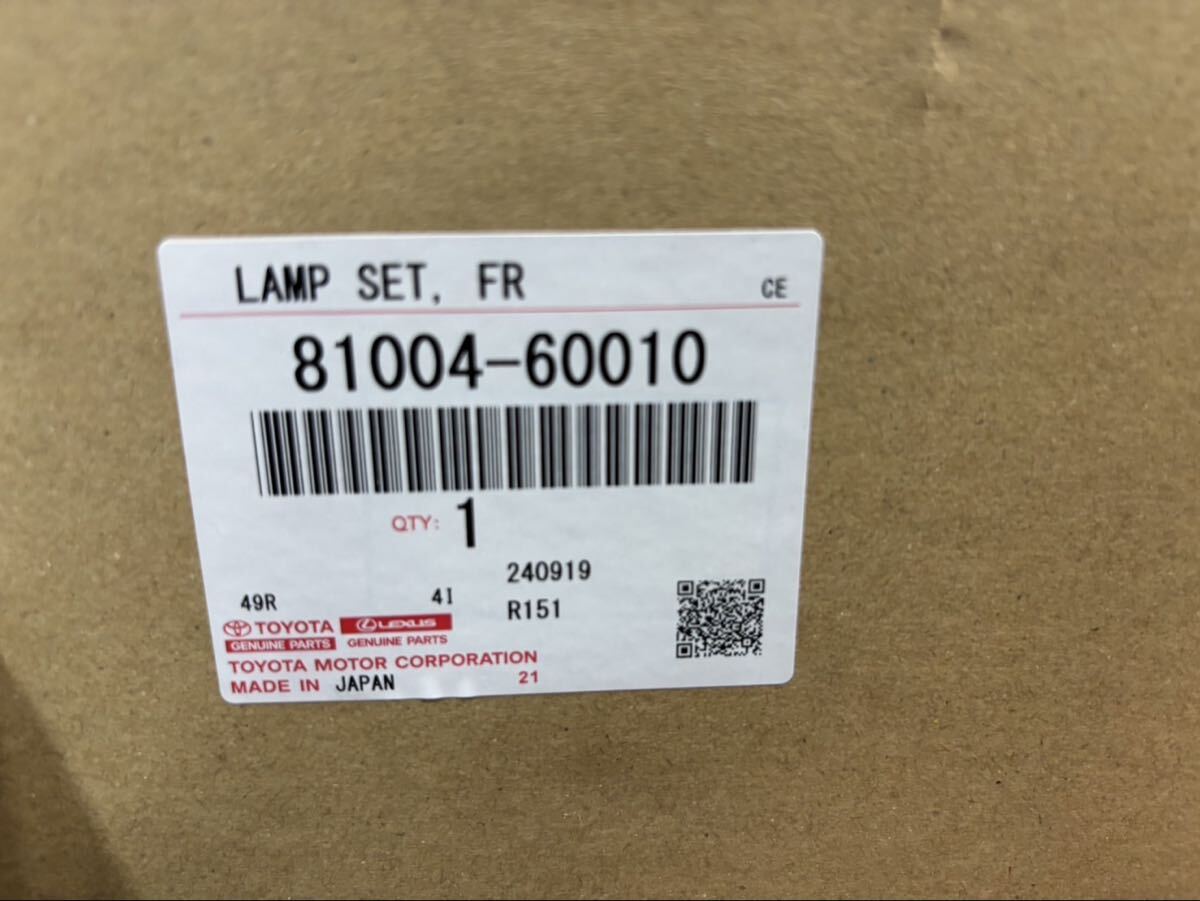 LAMP SET, FR CE
81004-60010
QTY: 1
240919
49R 4I R151
TOYOTA LEXUS
GENUINE PARTS GENUINE PARTS
TOYOTA MOTOR CORPORATION
MADE IN JAPAN 21